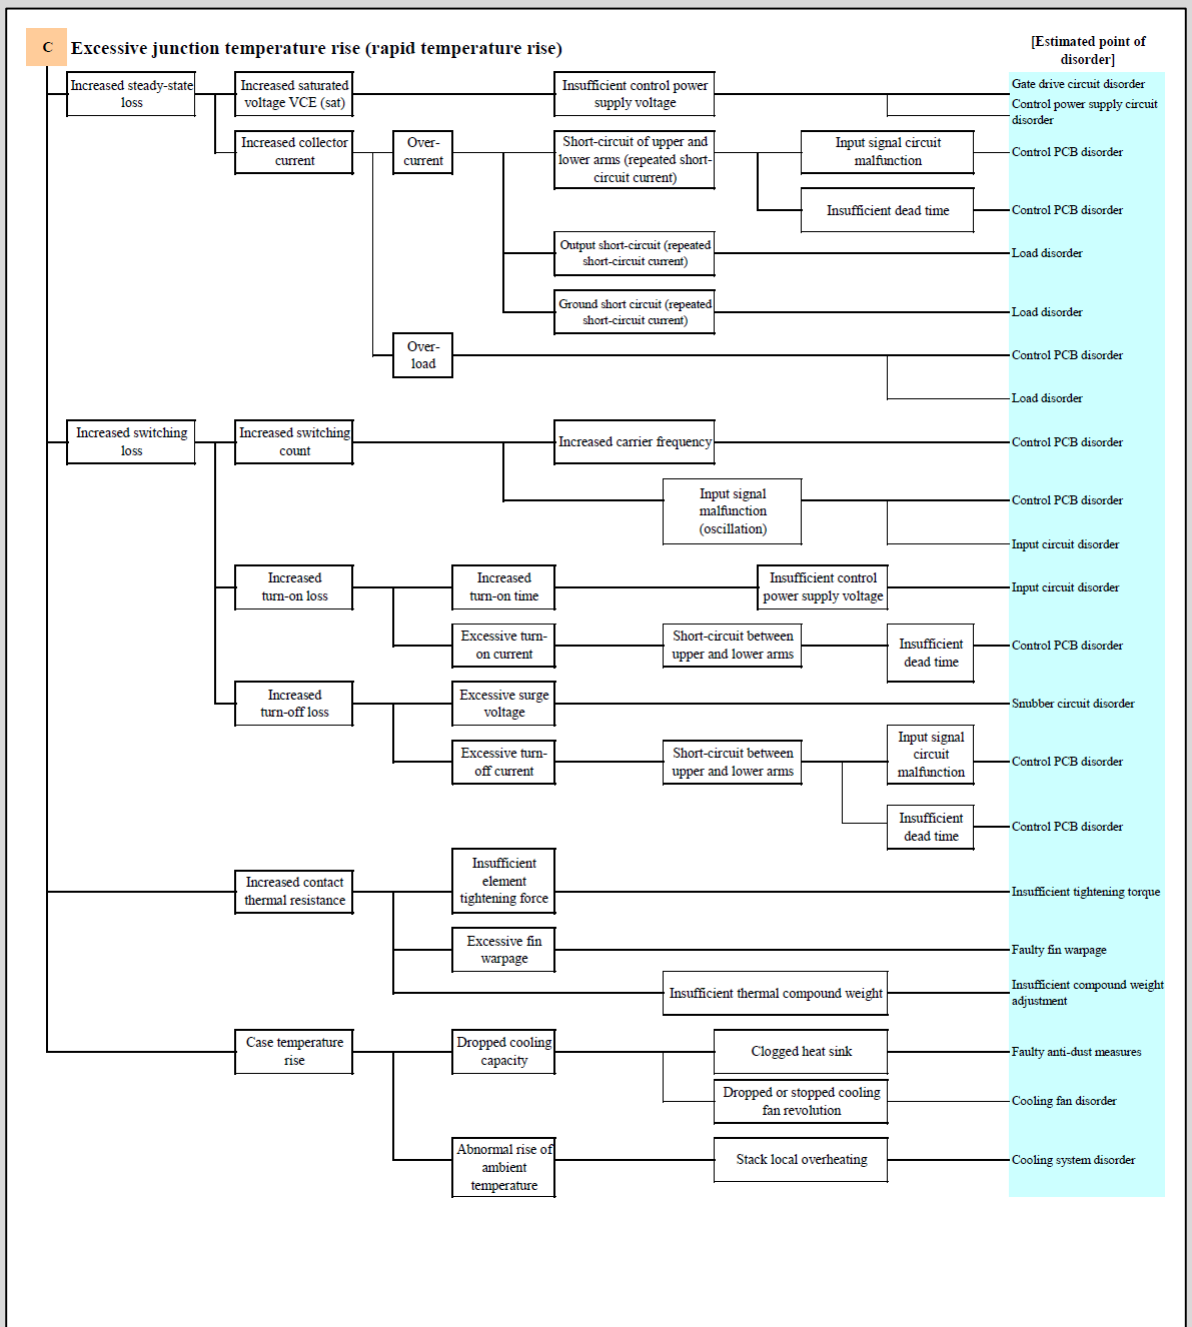 C Excessive junction temperature rise (rapid temperature rise)
[Estimated point of
disorder]
Increased steady-state
loss
Increased saturated
voltage VCE (sat)
Insufficient control power
supply voltage
Gate drive circuit disorder
Control power supply circuit
disorder
Increased collector
current
Over-
current
Short-circuit of upper and
lower arms (repeated short-
circuit current)
Input signal circuit
malfunction
Control PCB disorder
Insufficient dead time
Control PCB disorder
Output short-circuit (repeated
short-circuit current)
Load disorder
Ground short circuit (repeated
short-circuit current)
Load disorder
Over-
load
Control PCB disorder
Load disorder
Increased switching
loss
Increased switching
count
Increased carrier frequency
Control PCB disorder
Input signal
malfunction
(oscillation)
Control PCB disorder
Input circuit disorder
Increased
turn-on loss
Increased
turn-on time
Insufficient control
power supply voltage
Input circuit disorder
Excessive turn-
on current
Short-circuit between
upper and lower arms
Insufficient
dead time
Control PCB disorder
Increased
turn-off loss
Excessive surge
voltage
Snubber circuit disorder
Excessive turn-
off current
Short-circuit between
upper and lower arms
Input signal
circuit
malfunction
Control PCB disorder
Insufficient
dead time
Control PCB disorder
Increased contact
thermal resistance
Insufficient
element
tightening force
Insufficient tightening torque
Excessive fin
warpage
Faulty fin warpage
Insufficient thermal compound weight
Insufficient compound weight
adjustment
Case temperature
rise
Dropped cooling
capacity
Clogged heat sink
Faulty anti-dust measures
Dropped or stopped cooling
fan revolution
Cooling fan disorder
Abnormal rise of
ambient
temperature
Stack local overheating
Cooling system disorder